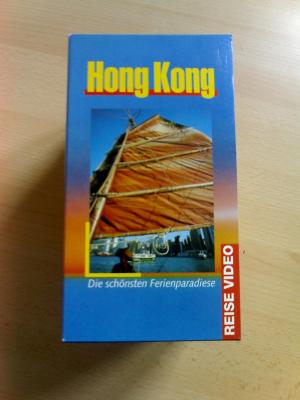 Hong Kong
Die schönsten Ferienparadiese
REISE VIDEO